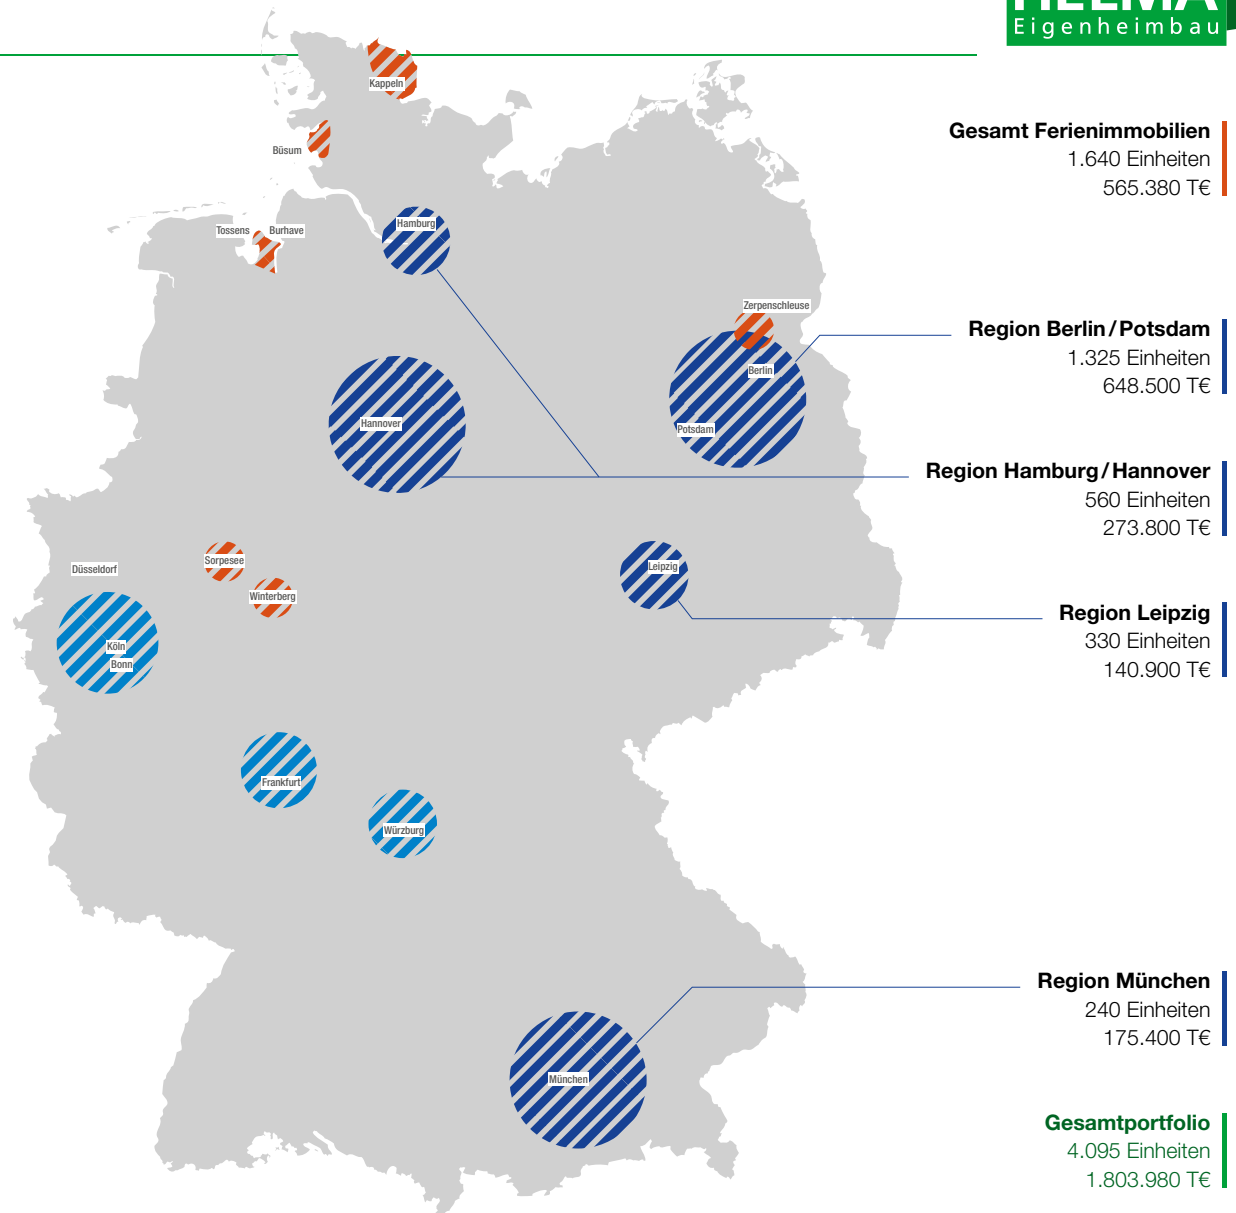 Eigenheimbau
Kappeln
Büsum
Tossens
Burhave
Hamburg
Zerpenschleuse
Berlin
Potsdam
Hannover
Sorpesee
Winterberg
Düsseldorf
Köln
Bonn
Leipzig
Frankfurt
Würzburg
München
Gesamt Ferienimmobilien
1.640 Einheiten
565.380 T€
Region Berlin/Potsdam
1.325 Einheiten
648.500 T€
Region Hamburg/Hannover
560 Einheiten
273.800 T€
Region Leipzig
330 Einheiten
140.900 T€
Region München
240 Einheiten
175.400 T€
Gesamtportfolio
4.095 Einheiten
1.803.980 T€